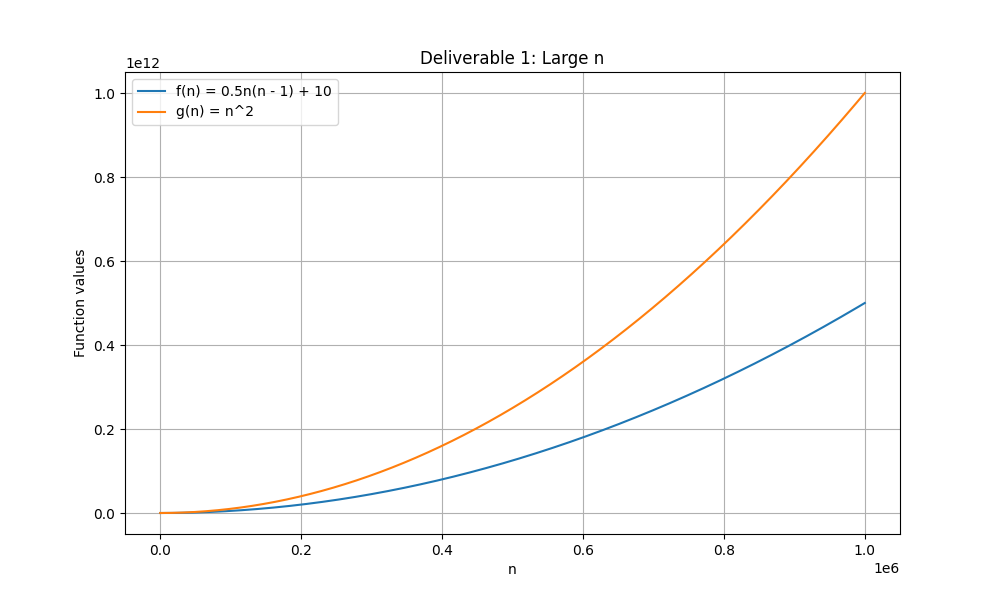 Deliverable 1: Large n
1e12
f(n) = 0.5n(n - 1) + 10
g(n) = n^2
1.0
0.8
0.6
0.4
0.2
0.0
Function values
0.0 0.2 0.4 0.6 0.8 1.0
1e6
n